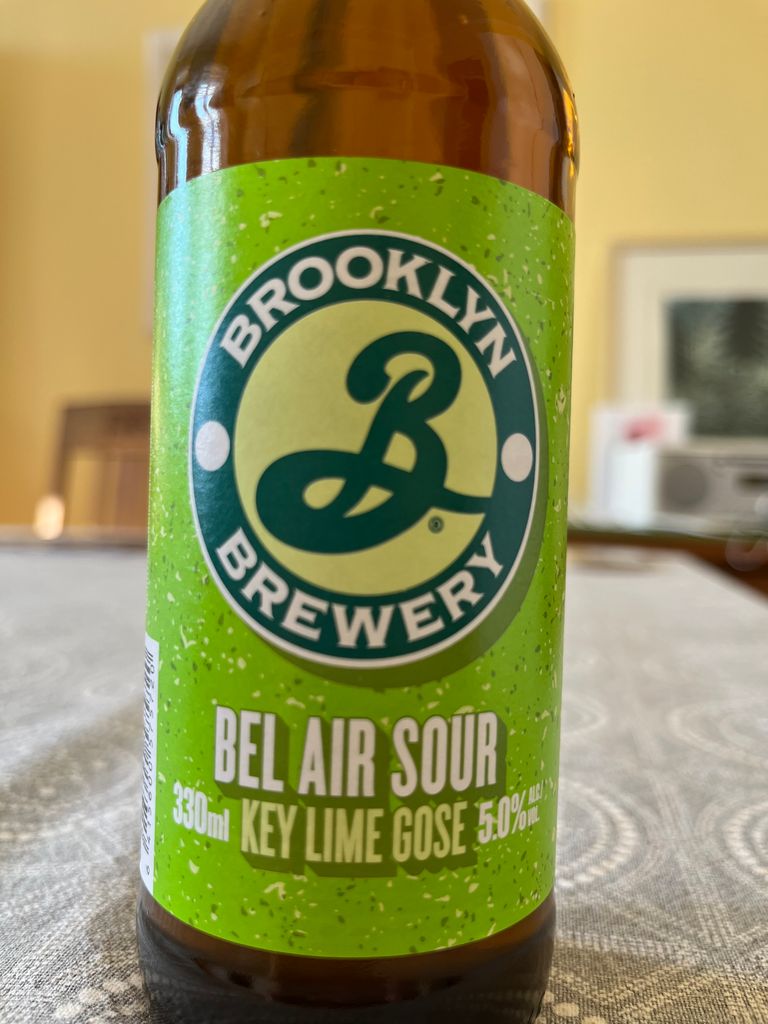 BROOKLYN
B
®
BREWERY
BEL AIR SOUR
330ml KEY LIME GOSE 5.0% ALC/VOL.